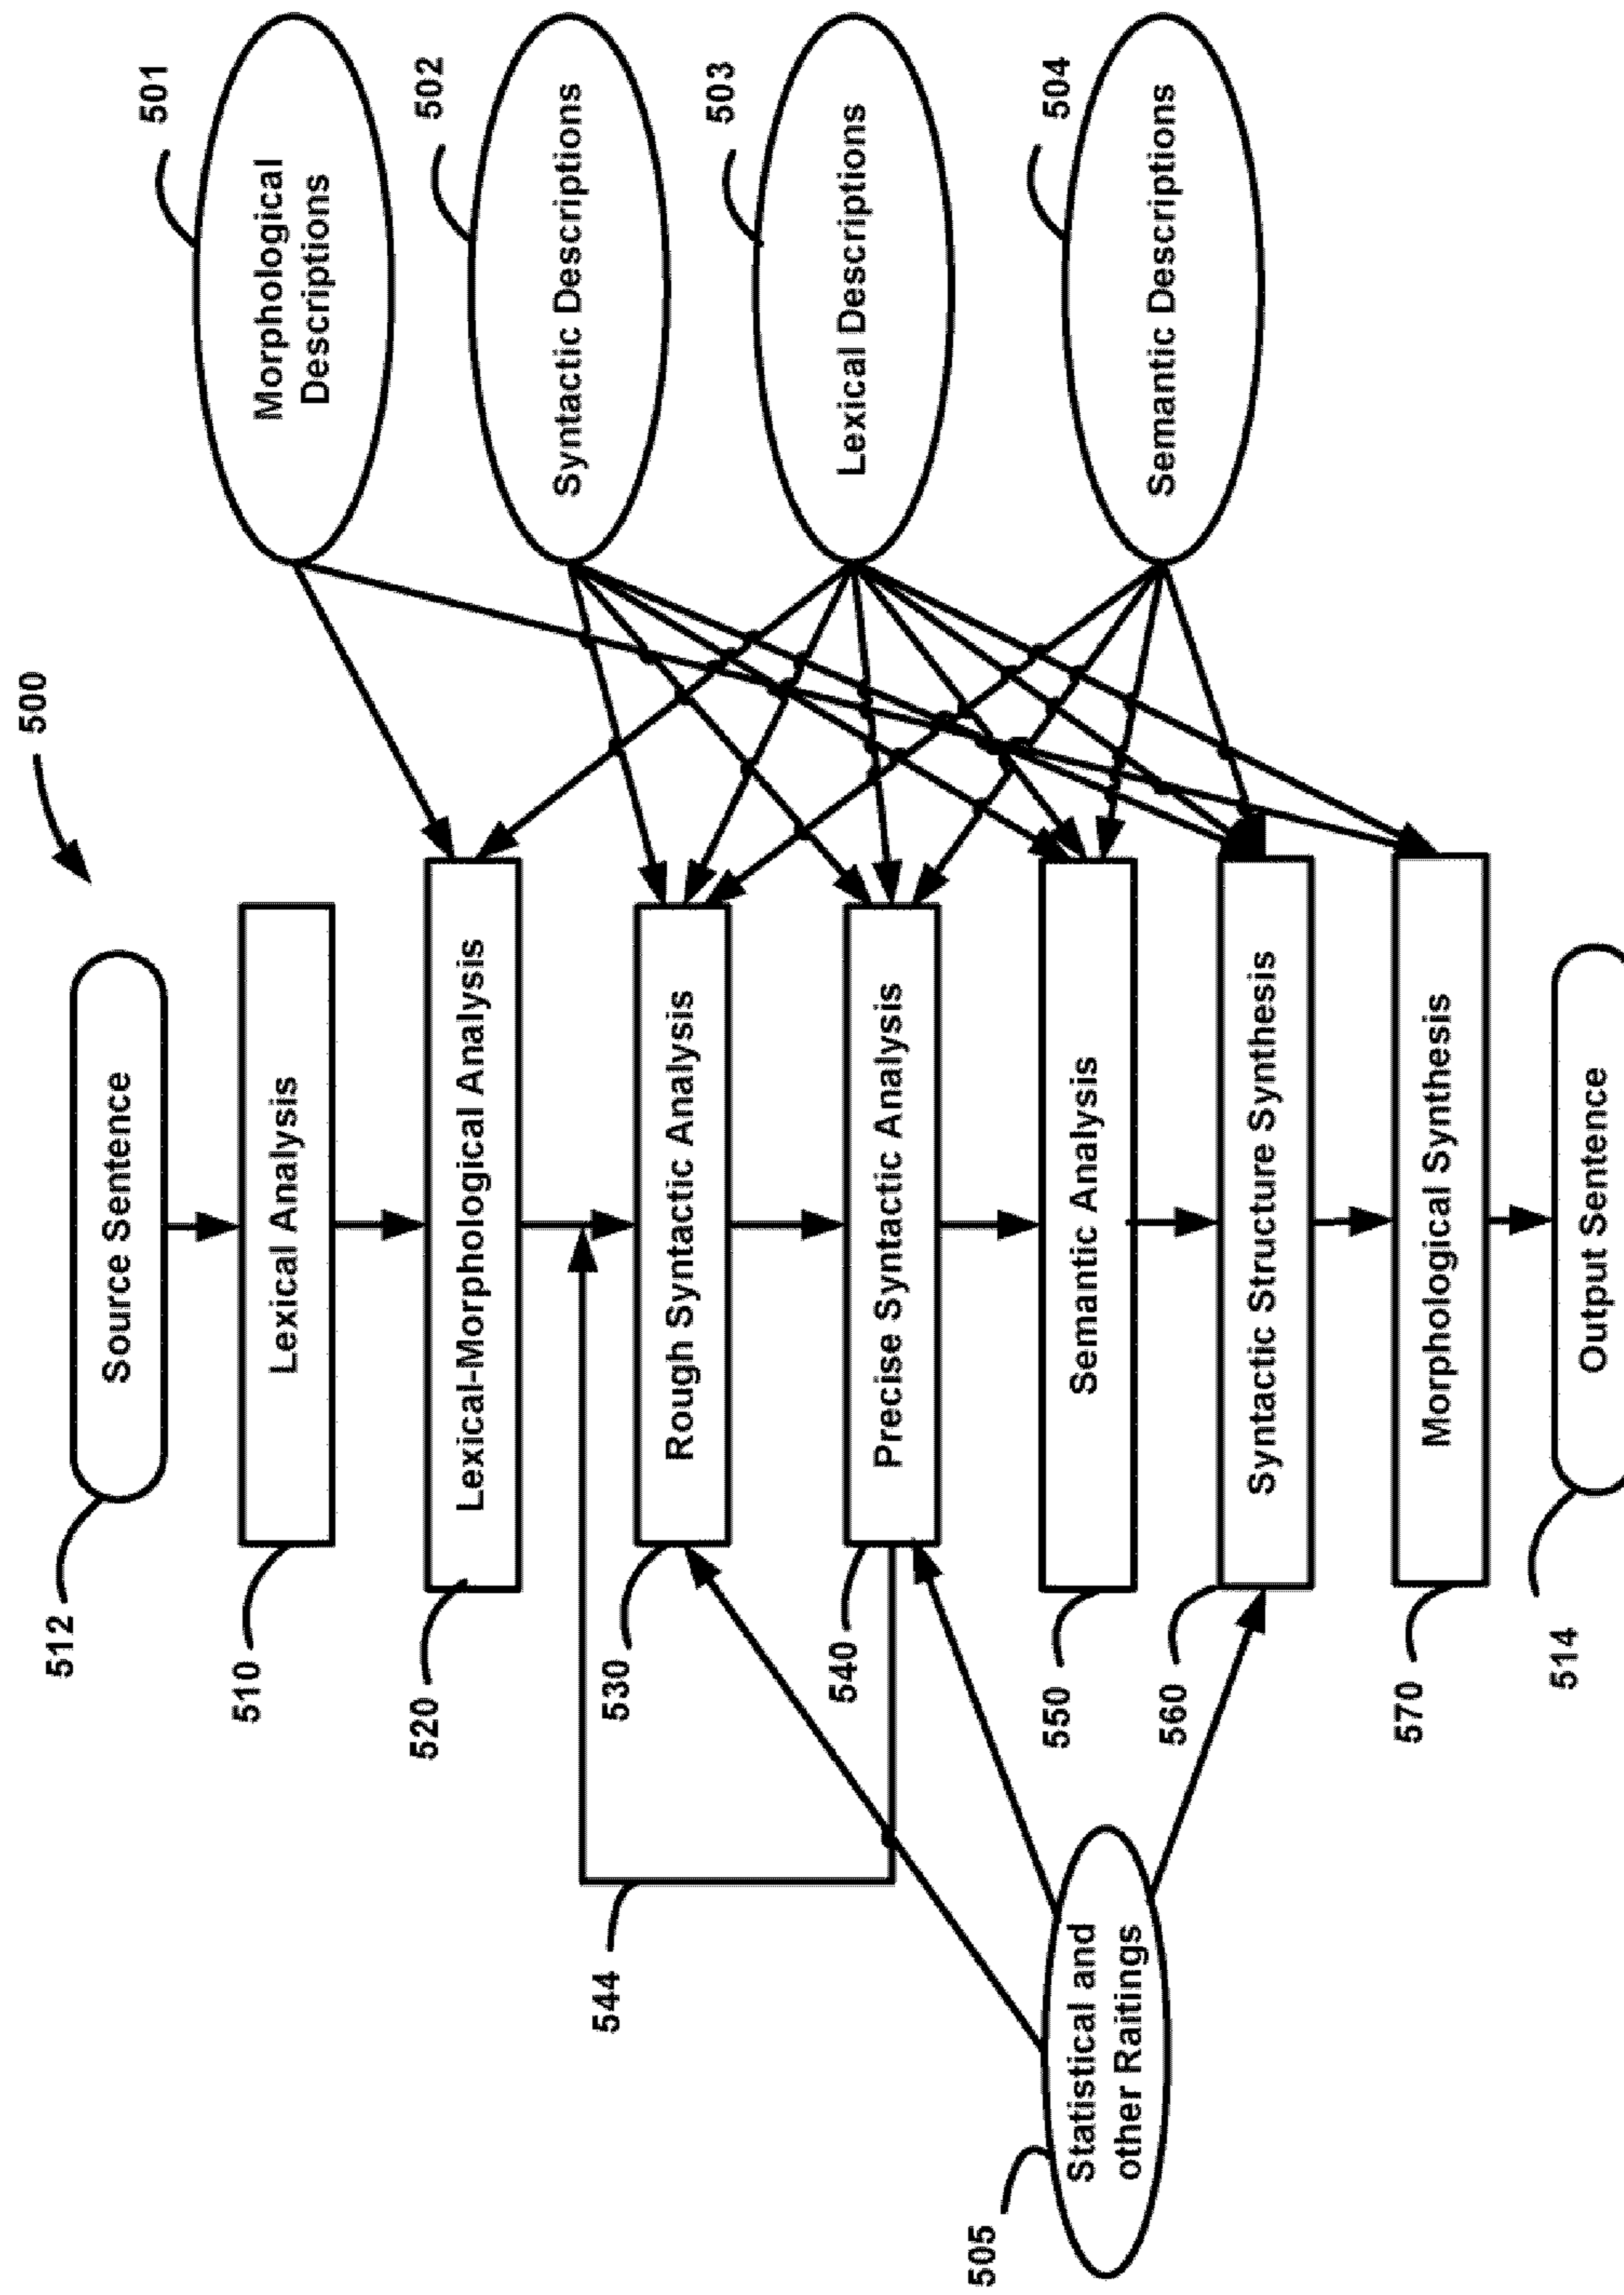 500
512
Source Sentence
510
Lexical Analysis
520
Lexical-Morphological Analysis
530
Rough Syntactic Analysis
544
540
Precise Syntactic Analysis
550
Semantic Analysis
560
Syntactic Structure Synthesis
570
Morphological Synthesis
514
Output Sentence
505
Statistical and
other Raitings
501
Morphological
Descriptions
502
Syntactic Descriptions
503
Lexical Descriptions
504
Semantic Descriptions